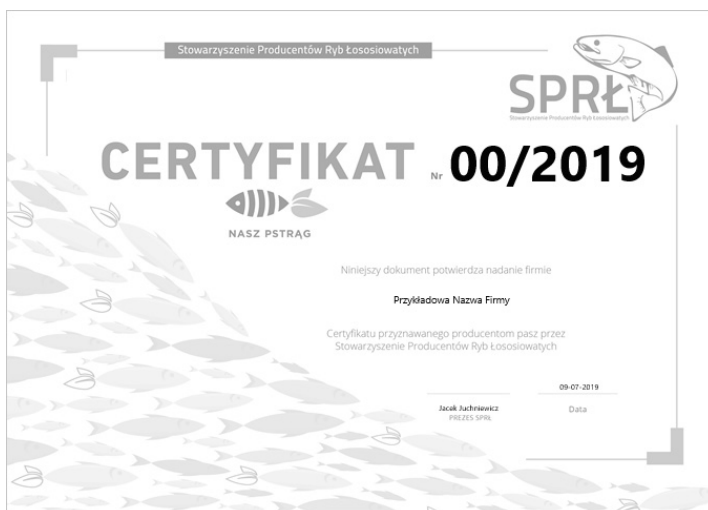 Stowarzyszenie Producentów Ryb Łososiowatych
SPRŁ
Stowarzyszenie Producentów Ryb Łososiowatych
CERTYFIKAT Nr 00/2019
NASZ PSTRĄG
Niniejszy dokument potwierdza nadanie firmie
Przykładowa Nazwa Firmy
Certyfikatu przyznawanego producentom pasz przez
Stowarzyszenie Producentów Ryb Łososiowatych
09-07-2019
Jacek Juchniewicz
PREZES SPRŁ
Data